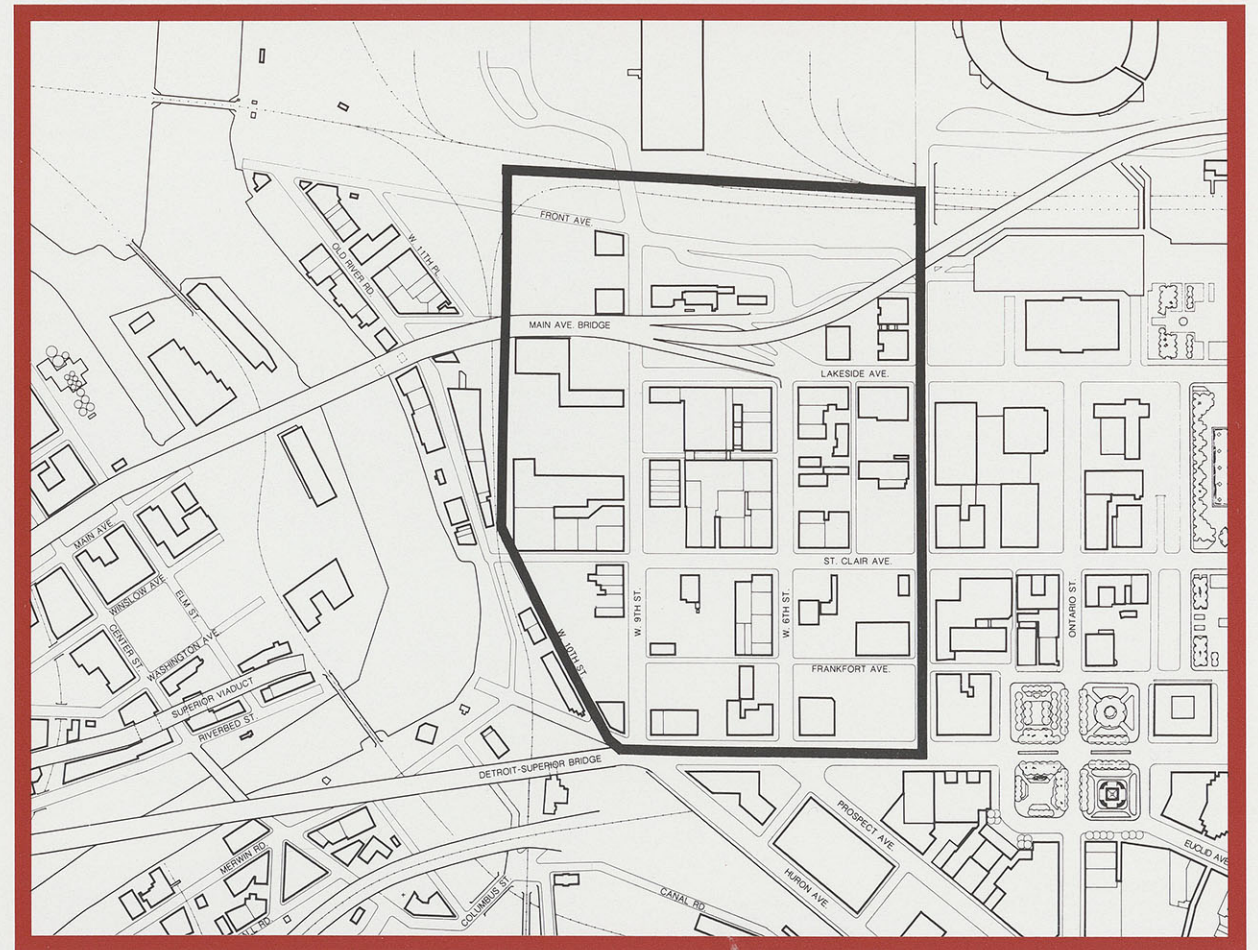 FRONT AVE.
W. 11TH PL.
OLD RIVER RD.
MAIN AVE. BRIDGE
LAKESIDE AVE.
MAIN AVE.
WINSLOW AVE.
ELM ST.
CENTER ST.
WASHINGTON AVE.
SUPERIOR VIADUCT
RIVERBED ST.
ST. CLAIR AVE.
W. 9TH ST.
W. 6TH ST.
ONTARIO ST.
W. 10TH ST.
FRANKFORT AVE.
DETROIT-SUPERIOR BRIDGE
PROSPECT AVE.
HURON AVE.
EUCLID AVE
MERWIN RD.
COLUMBUS ST.
CANAL RD.
ALL RD